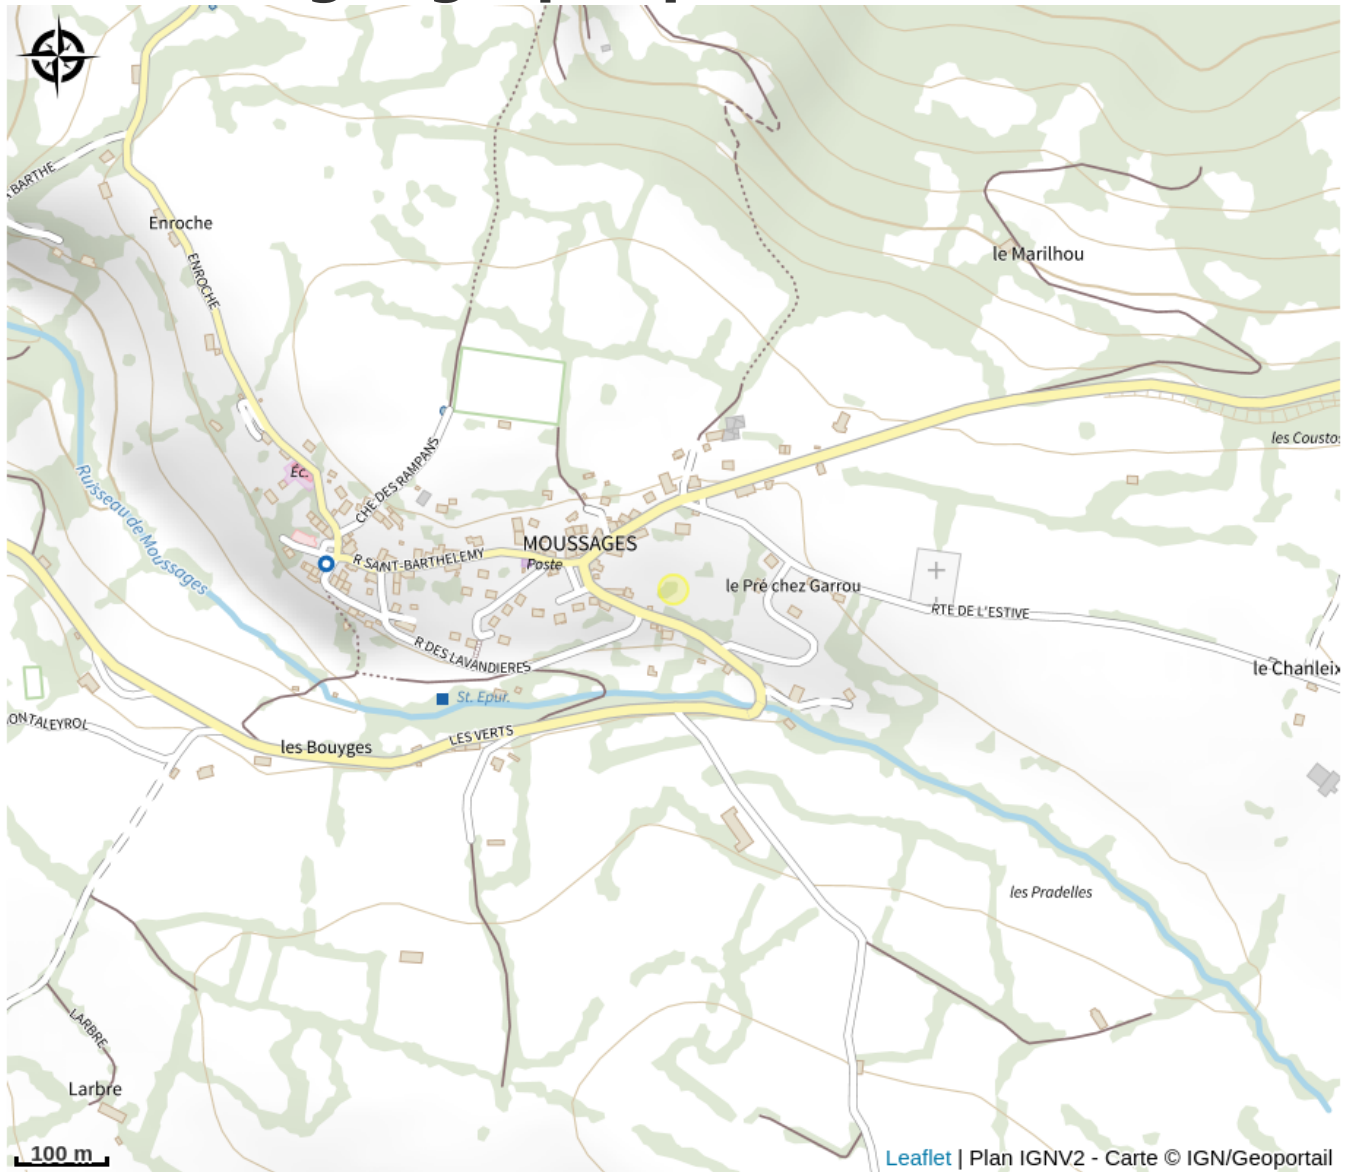 BARTHE
Enroche
ENROCHE
le Marilhou
les Cousto
Éc.
CHE DES RAMPANS
Ruisseau de Moussages
MOUSSAGES
R SAINT-BARTHELEMY
Poste
le Pré chez Garrou
RTE DE L'ESTIVE
R DES LAVANDIERES
le Chanleix
St. Epur.
ONTALEYROL
LES VERTS
les Bouyges
les Pradelles
LARBRE
Larbre
100 m
Leaflet | Plan IGNV2 - Carte © IGN/Geoportail